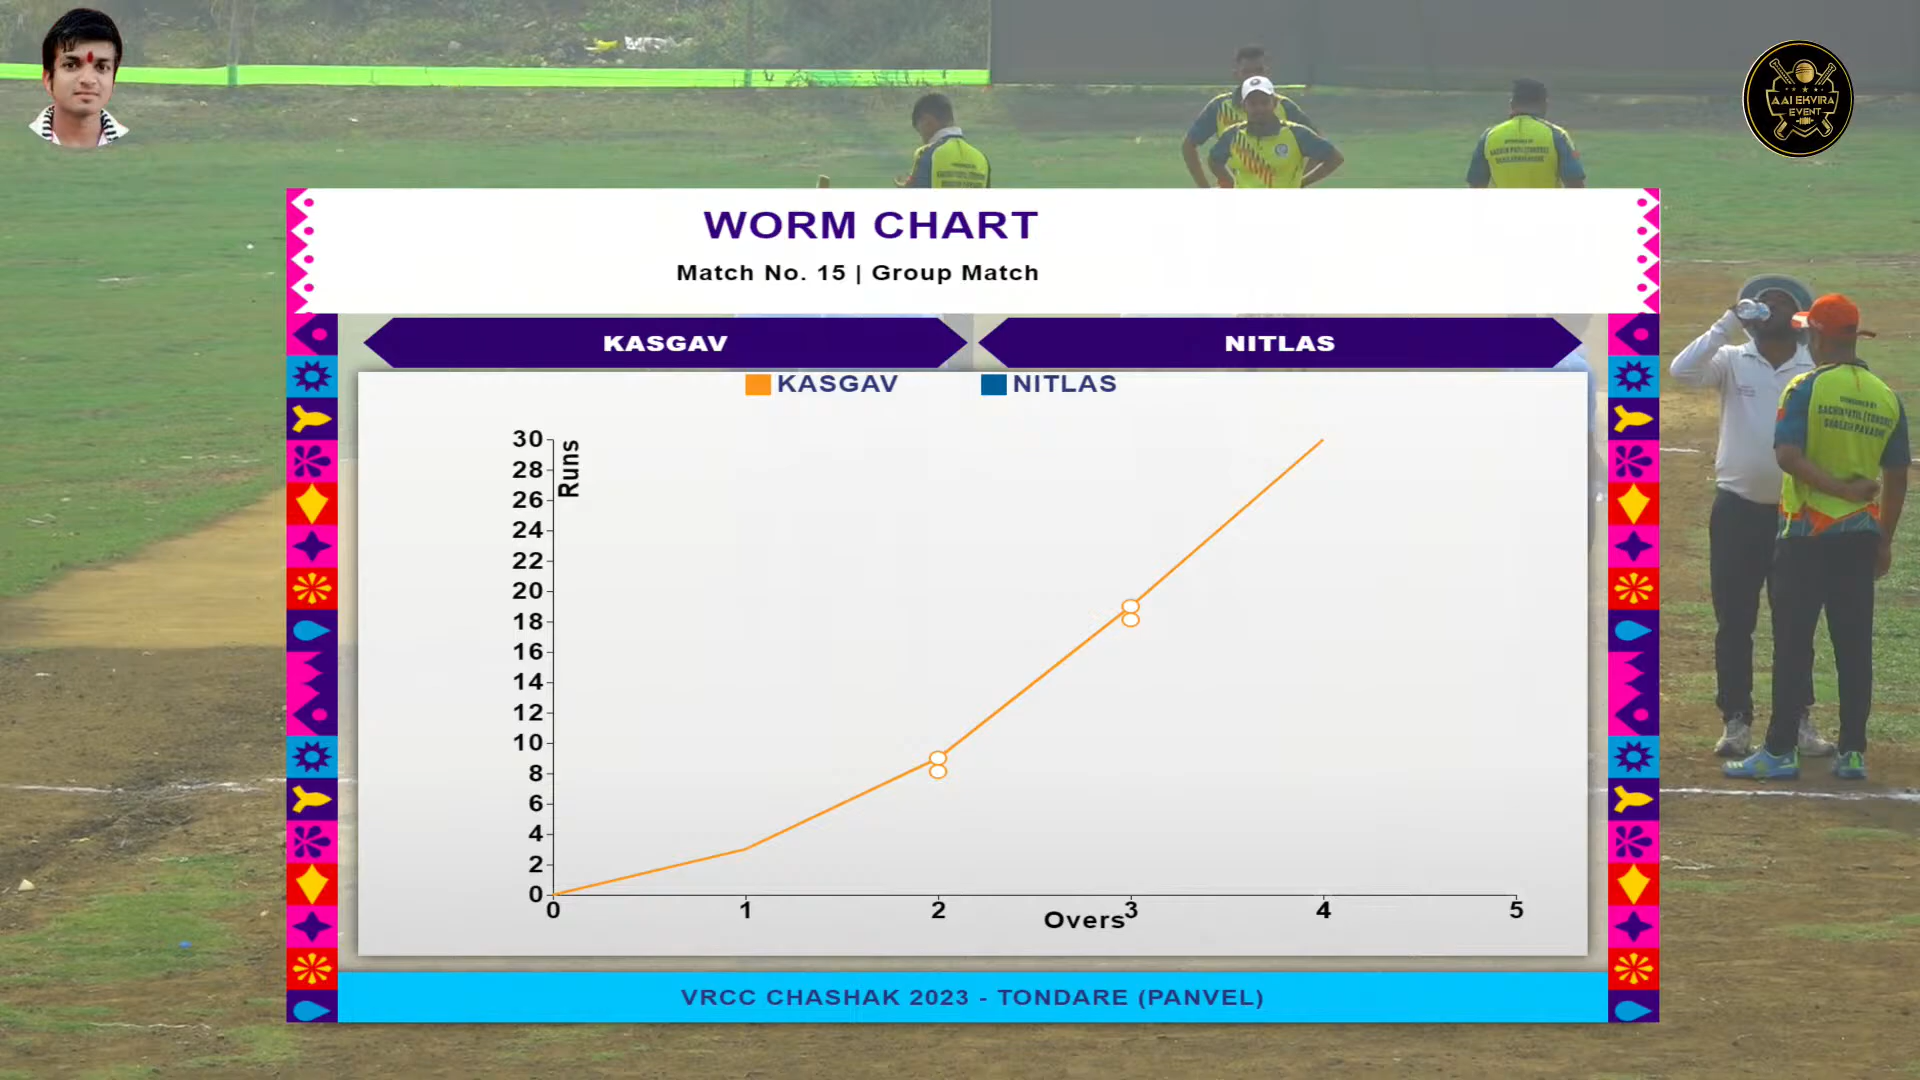 AAI EKVIRA
EVENT
WORM CHART
Match No. 15 | Group Match
KASGAV
NITLAS
KASGAV
NITLAS
Runs
30
28
26
24
22
20
18
16
14
12
10
8
6
4
2
0
0 1 2 3 4 5
Overs
VRCC CHASHAK 2023 - TONDARE (PANVEL)
SPONSORED BY